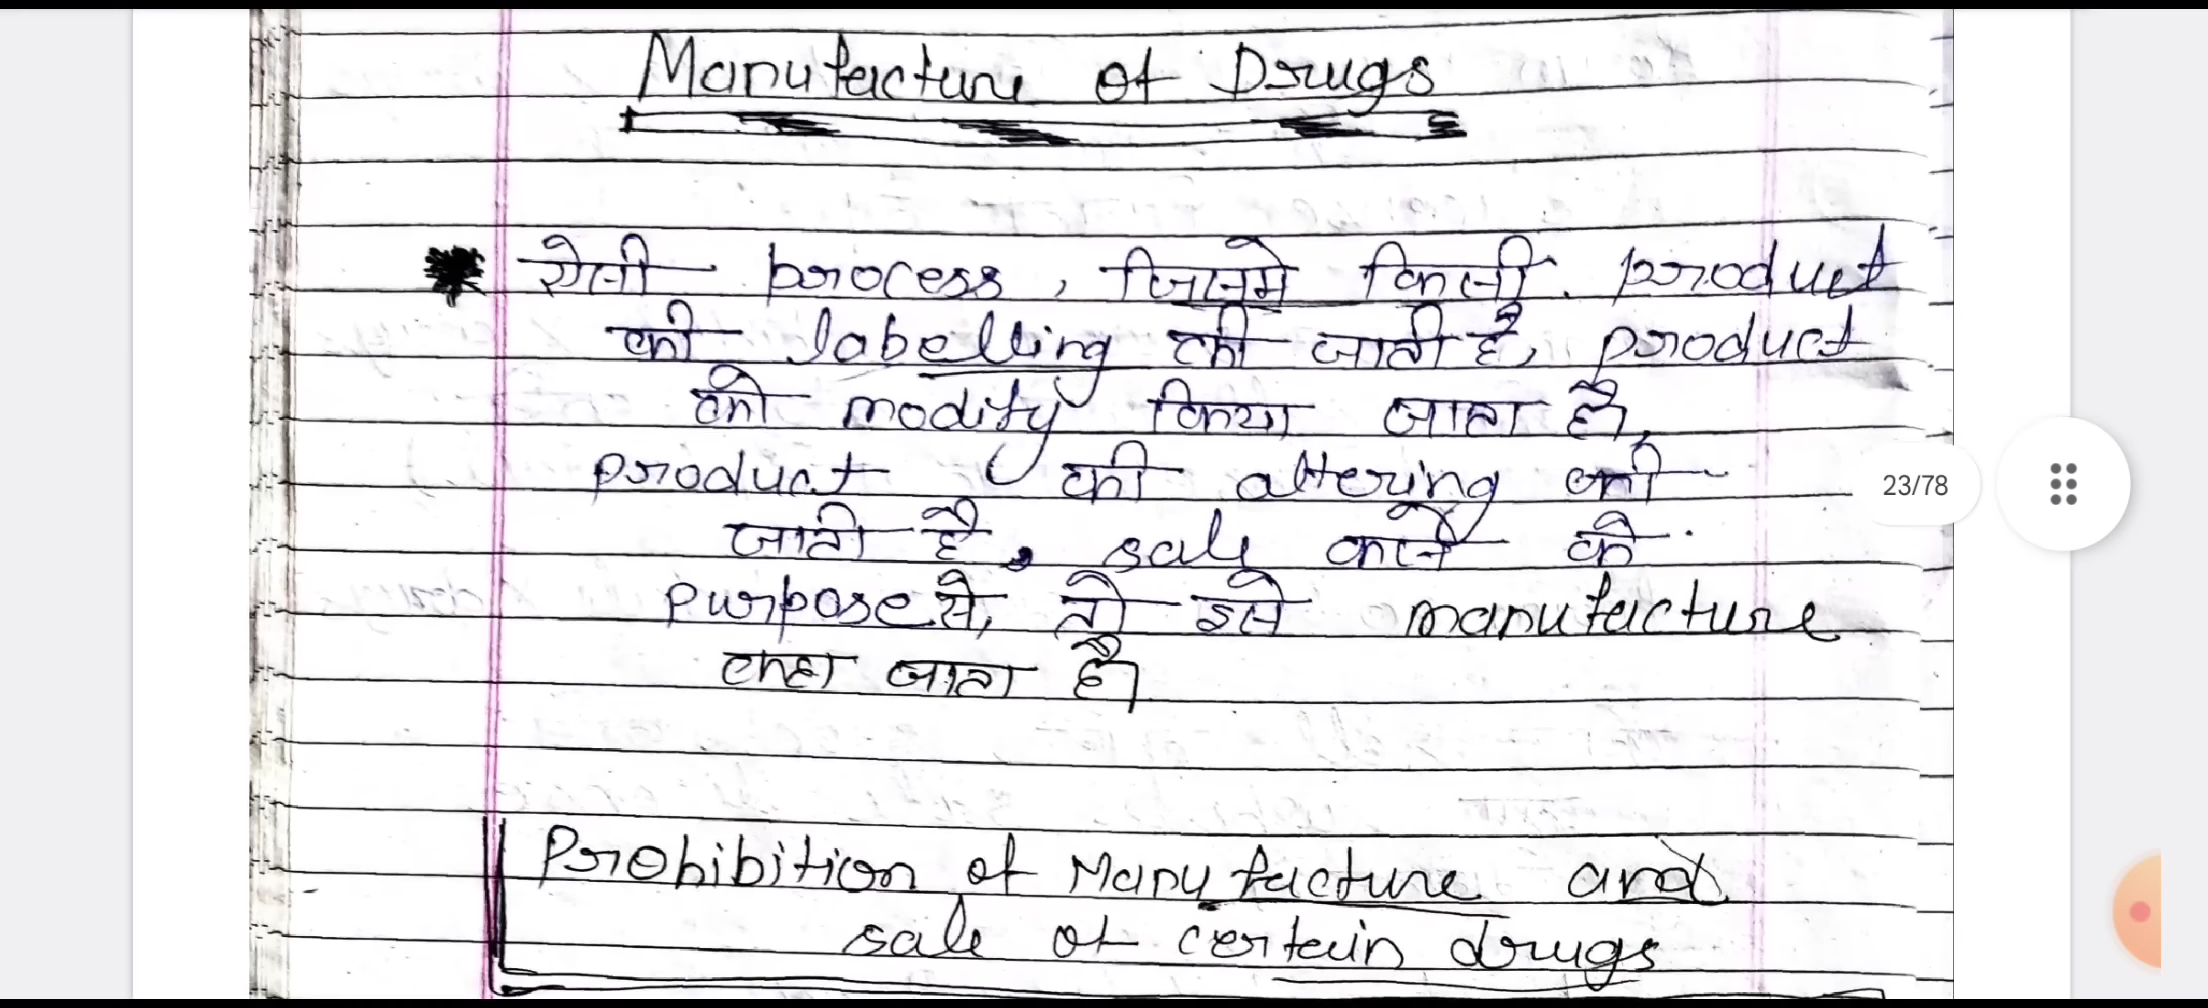 Manufacture of Drugs
ऐसी process, जिसमे किसी product
की labelling की जाती है, product
को modify किया जाता है,
product की altering की
जाती है, sale करने के
purpose से, तो इसे manufacture
कहा जाता है।
23/78
Prohibition of Manufacture and
sale of certain drugs